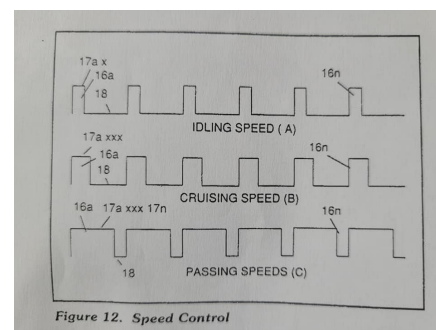 17a x
16a
16n
18
IDLING SPEED ( A)
17a xxx
16a
16n
18
CRUISING SPEED (B)
16a 17a xxx 17n
16n
18
PASSING SPEEDS (C)
Figure 12. Speed Control